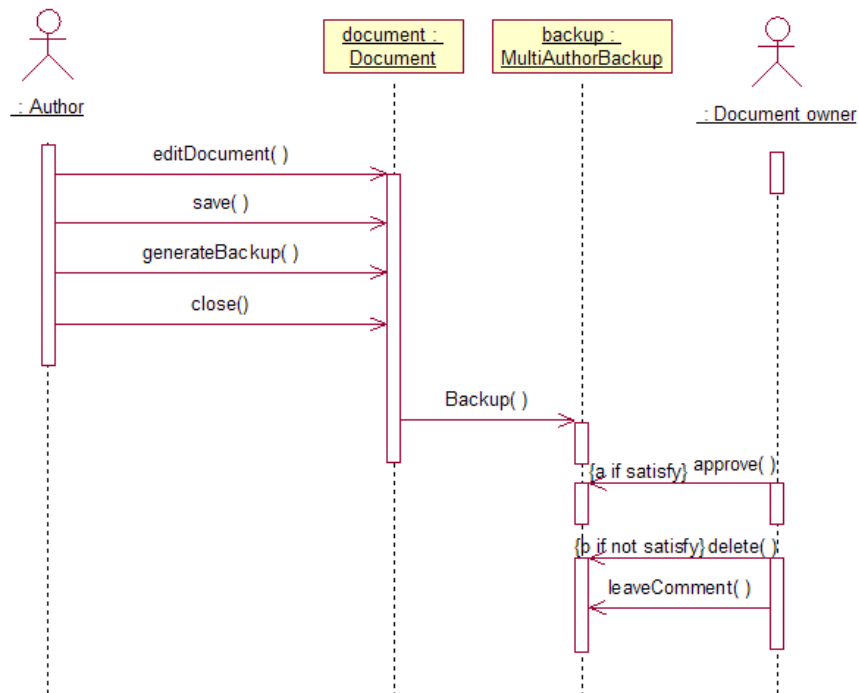 document :
Document
backup :
MultiAuthorBackup
: Author
: Document owner
editDocument( )
save( )
generateBackup( )
close()
Backup( )
{a if satisfy} approve( )
{b if not satisfy} delete( )
leaveComment( )